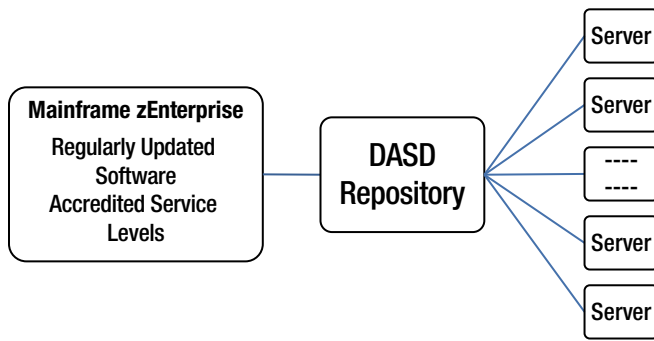 Mainframe zEnterprise
Regularly Updated
Software
Accredited Service
Levels
DASD
Repository
Server
Server
----
----
Server
Server